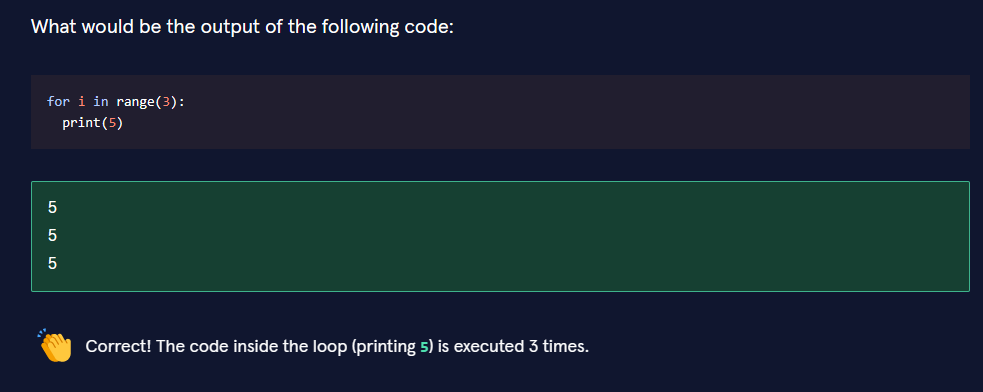 What would be the output of the following code:
for i in range(3):
  print(5)
5
5
5
Correct! The code inside the loop (printing 5) is executed 3 times.